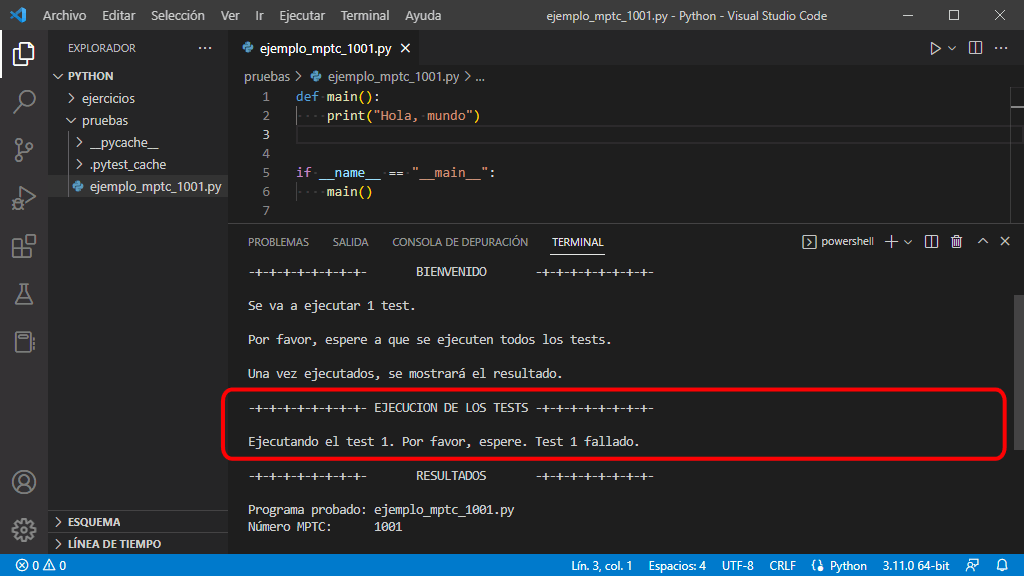 Archivo Editar Selección Ver Ir Ejecutar Terminal Ayuda ejemplo_mptc_1001.py - Python - Visual Studio Code
EXPLORADOR
PYTHON
ejercicios
pruebas
__pycache__
.pytest_cache
ejemplo_mptc_1001.py
ESQUEMA
LÍNEA DE TIEMPO
ejemplo_mptc_1001.py
pruebas > ejemplo_mptc_1001.py > ...
1 def main():
2 print("Hola, mundo")
3
4
5 if __name__ == "__main__":
6 main()
7
PROBLEMAS SALIDA CONSOLA DE DEPURACIÓN TERMINAL powershell
-+-+-+-+-+-+-+-+- BIENVENIDO -+-+-+-+-+-+-+-+-
Se va a ejecutar 1 test.
Por favor, espere a que se ejecuten todos los tests.
Una vez ejecutados, se mostrará el resultado.
-+-+-+-+-+-+-+-+- EJECUCION DE LOS TESTS -+-+-+-+-+-+-+-+-
Ejecutando el test 1. Por favor, espere. Test 1 fallado.
-+-+-+-+-+-+-+-+- RESULTADOS -+-+-+-+-+-+-+-+-
Programa probado: ejemplo_mptc_1001.py
Número MPTC: 1001
0 0 Lín. 3, col. 1 Espacios: 4 UTF-8 CRLF Python 3.11.0 64-bit